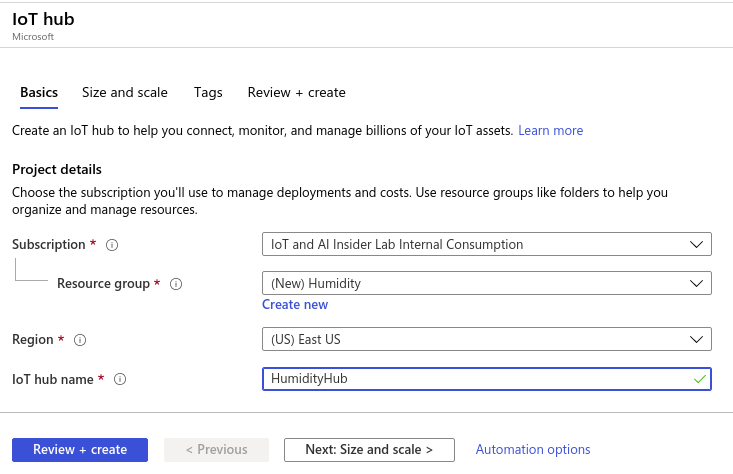 IoT hub
Microsoft
Basics Size and scale Tags Review + create
Create an IoT hub to help you connect, monitor, and manage billions of your IoT assets. Learn more
Project details
Choose the subscription you'll use to manage deployments and costs. Use resource groups like folders to help you
organize and manage resources.
Subscription * IoT and AI Insider Lab Internal Consumption
Resource group * (New) Humidity
Create new
Region * (US) East US
IoT hub name * HumidityHub
Review + create < Previous Next: Size and scale > Automation options